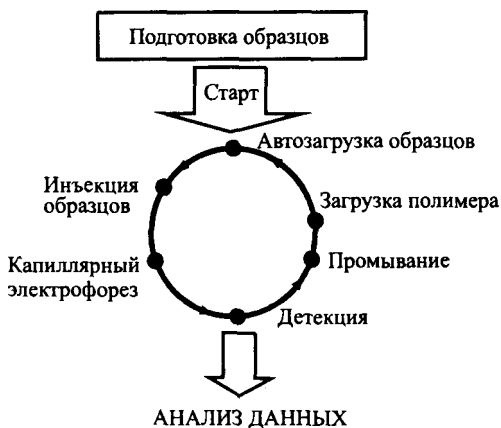 Подготовка образцов
Старт
Автозагрузка образцов
Инъекция
образцов
Загрузка полимера
Капиллярный
электрофорез
Промывание
Детекция
АНАЛИЗ ДАННЫХ